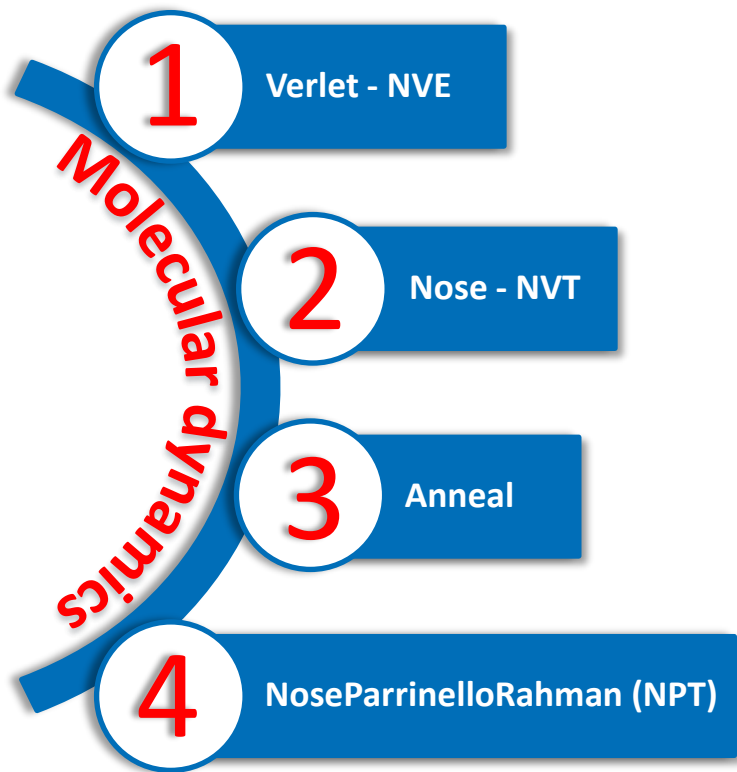 Molecular dynamics
1
Verlet - NVE
2
Nose - NVT
3
Anneal
4
NoseParrinelloRahman (NPT)